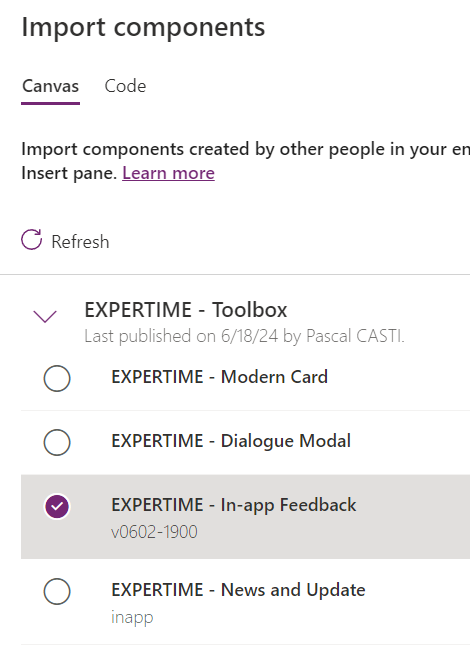 Import components
Canvas Code
Import components created by other people in your en
Insert pane. Learn more
Refresh
EXPERTIME - Toolbox
Last published on 6/18/24 by Pascal CASTI.
EXPERTIME - Modern Card
EXPERTIME - Dialogue Modal
EXPERTIME - In-app Feedback
v0602-1900
EXPERTIME - News and Update
inapp